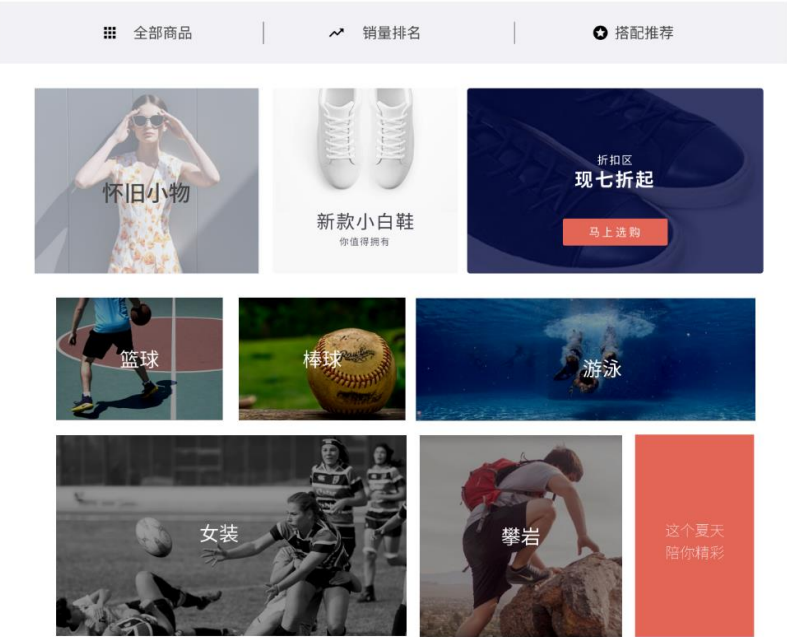 全部商品
销量排名
搭配推荐
怀旧小物
新款小白鞋
你值得拥有
折扣区
现七折起
马上选购
篮球
棒球
游泳
女装
攀岩
这个夏天
陪你精彩